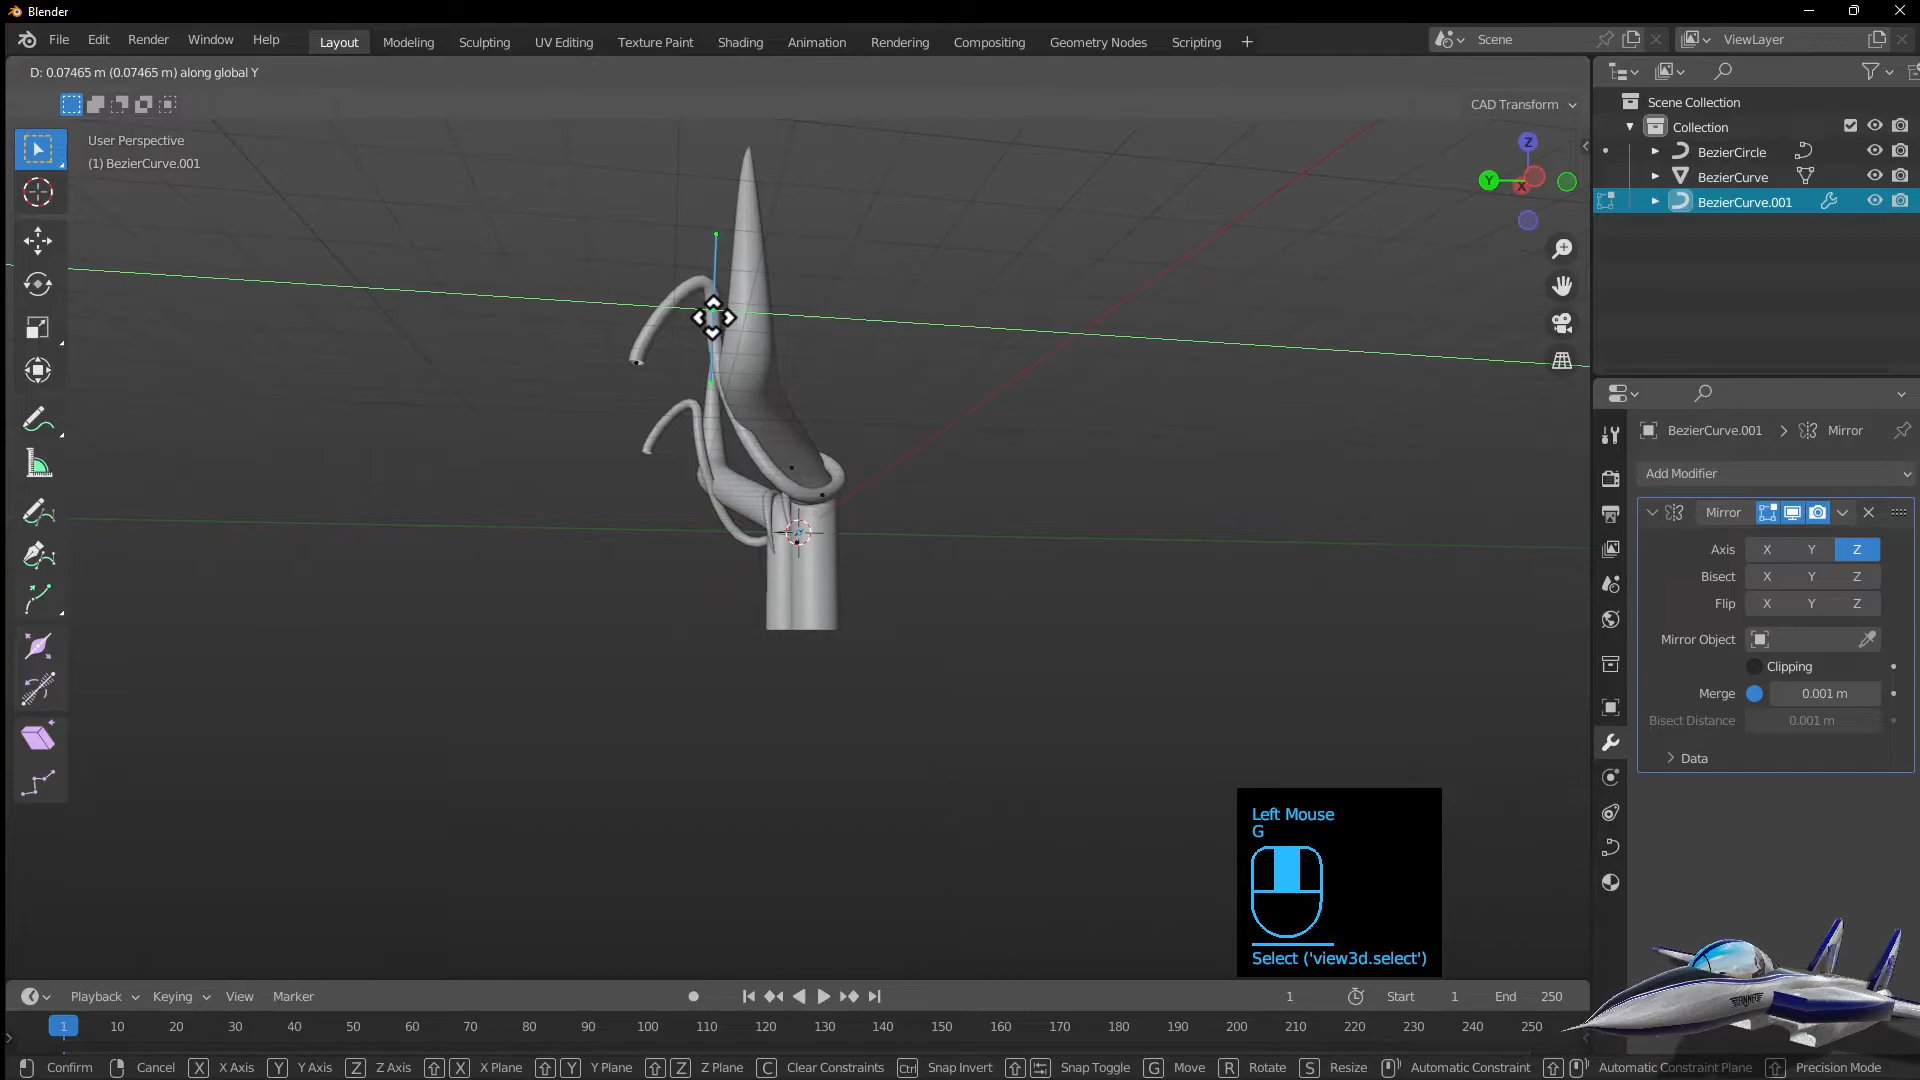 Blender
File Edit Render Window Help Layout Modeling Sculpting UV Editing Texture Paint Shading Animation Rendering Compositing Geometry Nodes Scripting + Scene ViewLayer
D: 0.07465 m (0.07465 m) along global Y
CAD Transform
User Perspective
(1) BezierCurve.001
Z
Y
X
Scene Collection
Collection
BezierCircle
BezierCurve
BezierCurve.001
BezierCurve.001 > Mirror
Add Modifier
Mirror
Axis X Y Z
Bisect X Y Z
Flip X Y Z
Mirror Object
Clipping
Merge 0.001 m
Bisect Distance 0.001 m
Data
Left Mouse
G
Select ('view3d.select')
Playback Keying View Marker 1 Start 1 End 250
1 10 20 30 40 50 60 70 80 90 100 110 120 130 140 150 160 170 180 190 200 210 220 230 240 250
Confirm Cancel X X Axis Y Y Axis Z Z Axis X X Plane Y Y Plane Z Z Plane C Clear Constraints Ctrl Snap Invert Snap Toggle G Move R Rotate S Resize Automatic Constraint Automatic Constraint Plane Precision Mode